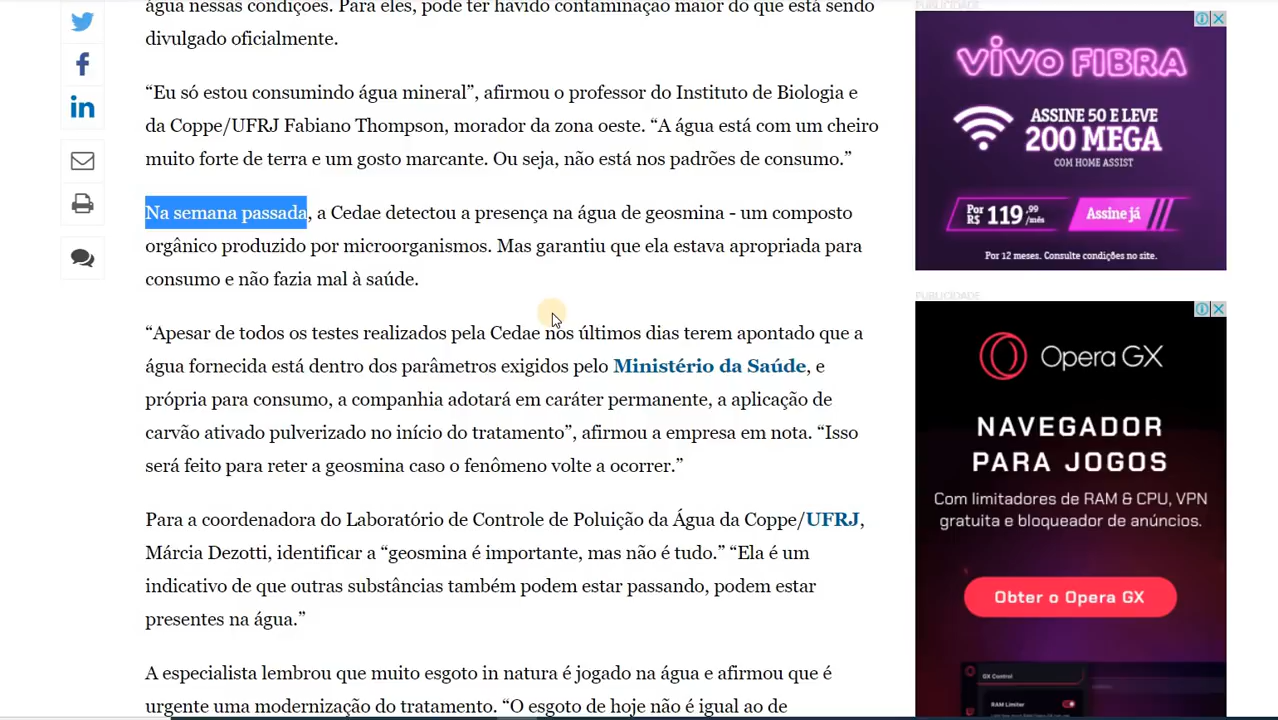 água nessas condições. Para eles, pode ter havido contaminação maior do que está sendo
divulgado oficialmente.
“Eu só estou consumindo água mineral”, afirmou o professor do Instituto de Biologia e
da Coppe/UFRJ Fabiano Thompson, morador da zona oeste. “A água está com um cheiro
muito forte de terra e um gosto marcante. Ou seja, não está nos padrões de consumo.”
Na semana passada, a Cedae detectou a presença na água de geosmina - um composto
orgânico produzido por microorganismos. Mas garantiu que ela estava apropriada para
consumo e não fazia mal à saúde.
“Apesar de todos os testes realizados pela Cedae nos últimos dias terem apontado que a
água fornecida está dentro dos parâmetros exigidos pelo Ministério da Saúde, e
própria para consumo, a companhia adotará em caráter permanente, a aplicação de
carvão ativado pulverizado no início do tratamento”, afirmou a empresa em nota. “Isso
será feito para reter a geosmina caso o fenômeno volte a ocorrer.”
Para a coordenadora do Laboratório de Controle de Poluição da Água da Coppe/UFRJ,
Márcia Dezotti, identificar a “geosmina é importante, mas não é tudo.” “Ela é um
indicativo de que outras substâncias também podem estar passando, podem estar
presentes na água.”
A especialista lembrou que muito esgoto in natura é jogado na água e afirmou que é
urgente uma modernização do tratamento. “O esgoto de hoje não é igual ao de
PUBLICIDADE
VIVO FIBRA
ASSINE 50 E LEVE
200 MEGA
COM HOME ASSIST
Por R$ 119,99 /mês
Assine já
Por 12 meses. Consulte condições no site.
PUBLICIDADE
Opera GX
NAVEGADOR
PARA JOGOS
Com limitadores de RAM & CPU, VPN
gratuita e bloqueador de anúncios.
Obter o Opera GX
GX Control
RAM Limiter